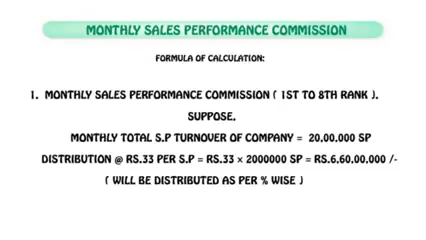 MONTHLY SALES PERFORMANCE COMMISSION
FORMULA OF CALCULATION:
1. MONTHLY SALES PERFORMANCE COMMISSION ( 1ST TO 8TH RANK ).
SUPPOSE.
MONTHLY TOTAL S.P TURNOVER OF COMPANY = 20,00,000 SP
DISTRIBUTION @ RS.33 PER S.P = RS.33 × 2000000 SP = RS.6,60,00,000 /-
( WILL BE DISTRIBUTED AS PER % WISE )